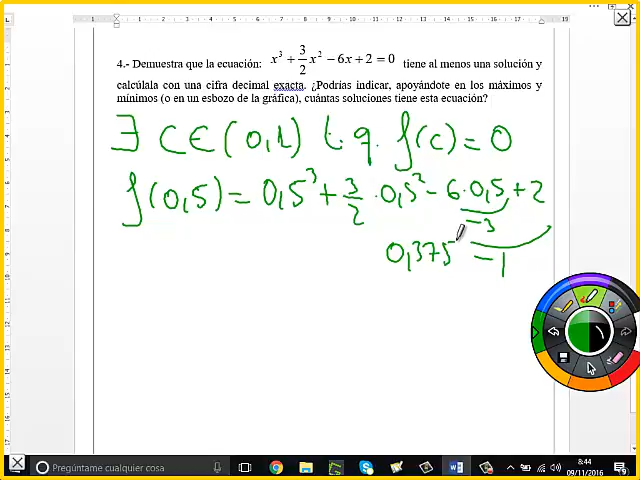 4.- Demuestra que la ecuación: x³ + 3/2 x² − 6x + 2 = 0 tiene al menos una solución y
calcúlala con una cifra decimal exacta. ¿Podrías indicar, apoyándote en los máximos y
mínimos (o en un esbozo de la gráfica), cuántas soluciones tiene esta ecuación?
∃ C ∈ (0,1) t.q. f(c) = 0
f(0,5) = 0,5³ + 3/2 · 0,5² − 6·0,5 + 2
−3
0,375 −1
Pregúntame cualquier cosa
8:44
09/11/2016